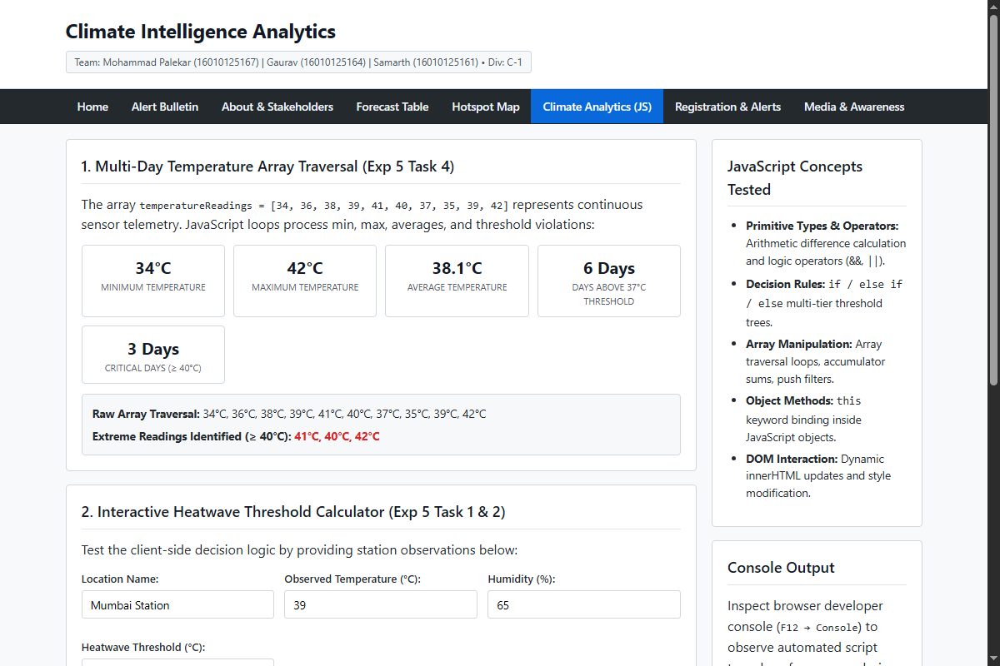 Climate Intelligence Analytics
Team: Mohammad Palekar (16010125167) | Gaurav (16010125164) | Samarth (16010125161) • Div: C-1
Home
Alert Bulletin
About & Stakeholders
Forecast Table
Hotspot Map
Climate Analytics (JS)
Registration & Alerts
Media & Awareness
1. Multi-Day Temperature Array Traversal (Exp 5 Task 4)
The array temperatureReadings = [34, 36, 38, 39, 41, 40, 37, 35, 39, 42] represents continuous
sensor telemetry. JavaScript loops process min, max, averages, and threshold violations:
34°C
MINIMUM TEMPERATURE
42°C
MAXIMUM TEMPERATURE
38.1°C
AVERAGE TEMPERATURE
6 Days
DAYS ABOVE 37°C
THRESHOLD
3 Days
CRITICAL DAYS (≥ 40°C)
Raw Array Traversal: 34°C, 36°C, 38°C, 39°C, 41°C, 40°C, 37°C, 35°C, 39°C, 42°C
Extreme Readings Identified (≥ 40°C): 41°C, 40°C, 42°C
2. Interactive Heatwave Threshold Calculator (Exp 5 Task 1 & 2)
Test the client-side decision logic by providing station observations below:
Location Name:
Mumbai Station
Observed Temperature (°C):
39
Humidity (%):
65
Heatwave Threshold (°C):
JavaScript Concepts
Tested
• Primitive Types & Operators:
Arithmetic difference calculation
and logic operators (&&, ||).
• Decision Rules: if / else if
/ else multi-tier threshold
trees.
• Array Manipulation: Array
traversal loops, accumulator
sums, push filters.
• Object Methods: this
keyword binding inside
JavaScript objects.
• DOM Interaction: Dynamic
innerHTML updates and style
modification.
Console Output
Inspect browser developer
console (F12 → Console) to
observe automated script